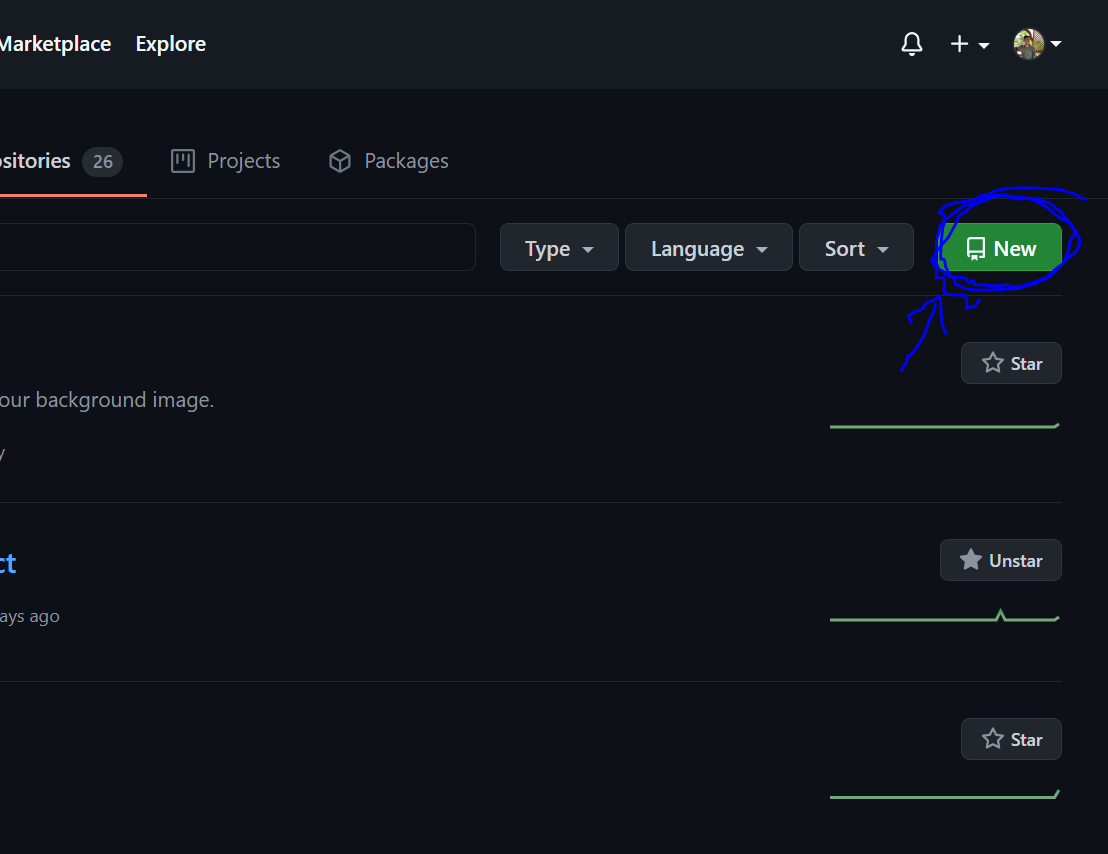 Marketplace Explore
ositories 26 Projects Packages
Type Language Sort New
Star
our background image.
y
ct
Unstar
ays ago
Star